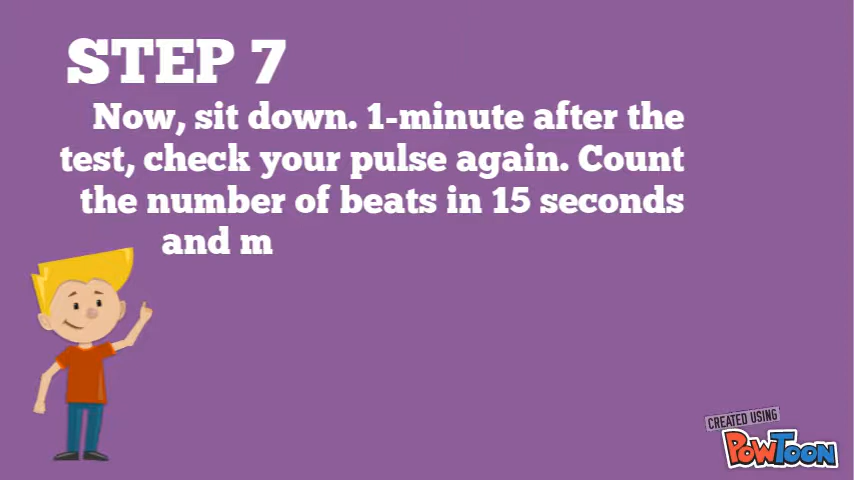 STEP 7
Now, sit down. 1-minute after the
test, check your pulse again. Count
the number of beats in 15 seconds
and m
CREATED USING
POWTOON